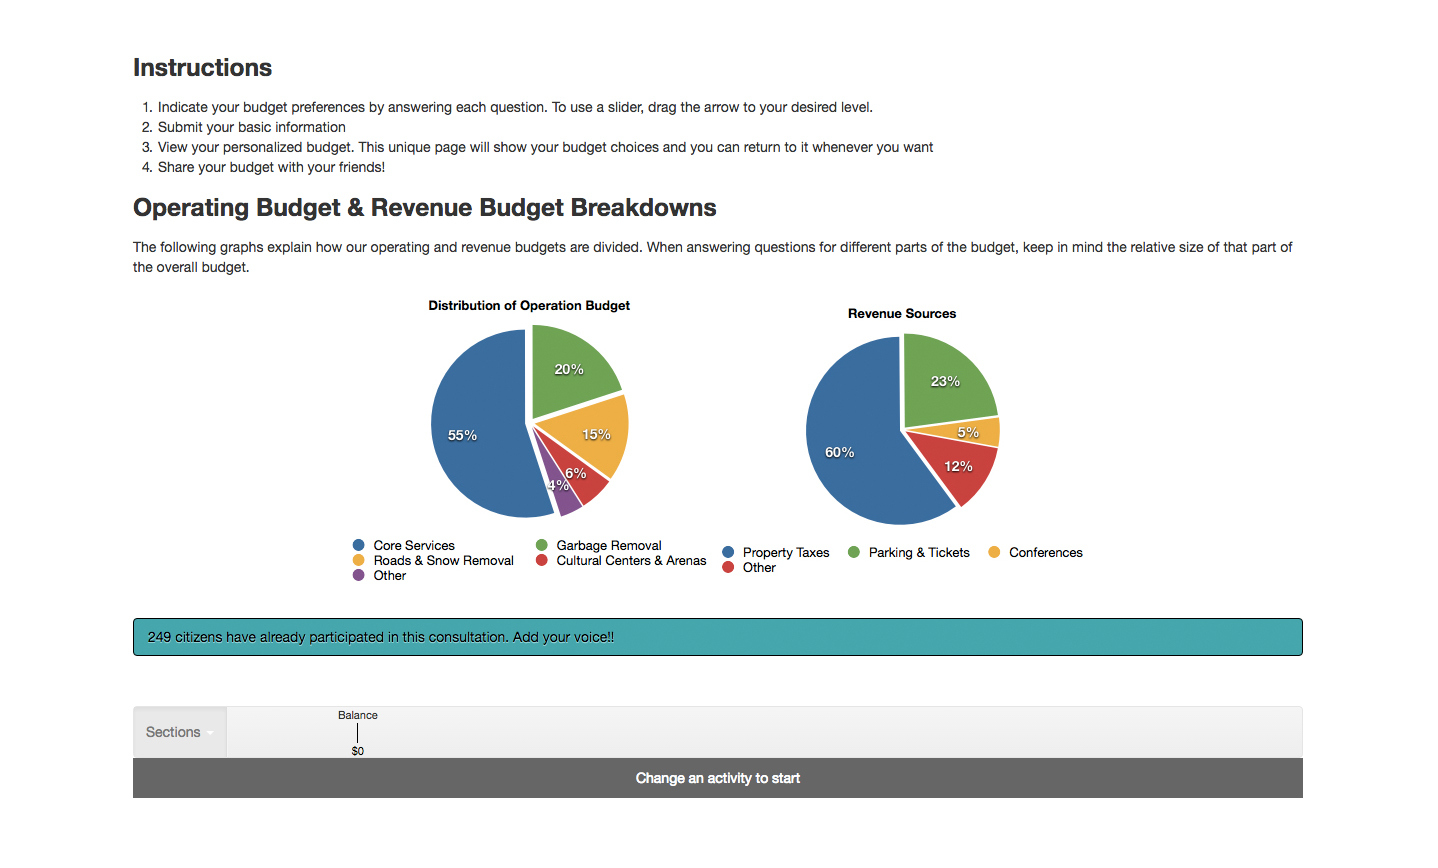 Instructions
1. Indicate your budget preferences by answering each question. To use a slider, drag the arrow to your desired level.
2. Submit your basic information
3. View your personalized budget. This unique page will show your budget choices and you can return to it whenever you want
4. Share your budget with your friends!
Operating Budget & Revenue Budget Breakdowns
The following graphs explain how our operating and revenue budgets are divided. When answering questions for different parts of the budget, keep in mind the relative size of that part of
the overall budget.
Distribution of Operation Budget
20%
15%
55%
6%
4%
Core Services
Garbage Removal
Roads & Snow Removal
Cultural Centers & Arenas
Other
Revenue Sources
23%
5%
60%
12%
Property Taxes
Parking & Tickets
Conferences
Other
249 citizens have already participated in this consultation. Add your voice!!
Sections
Balance
$0
Change an activity to start